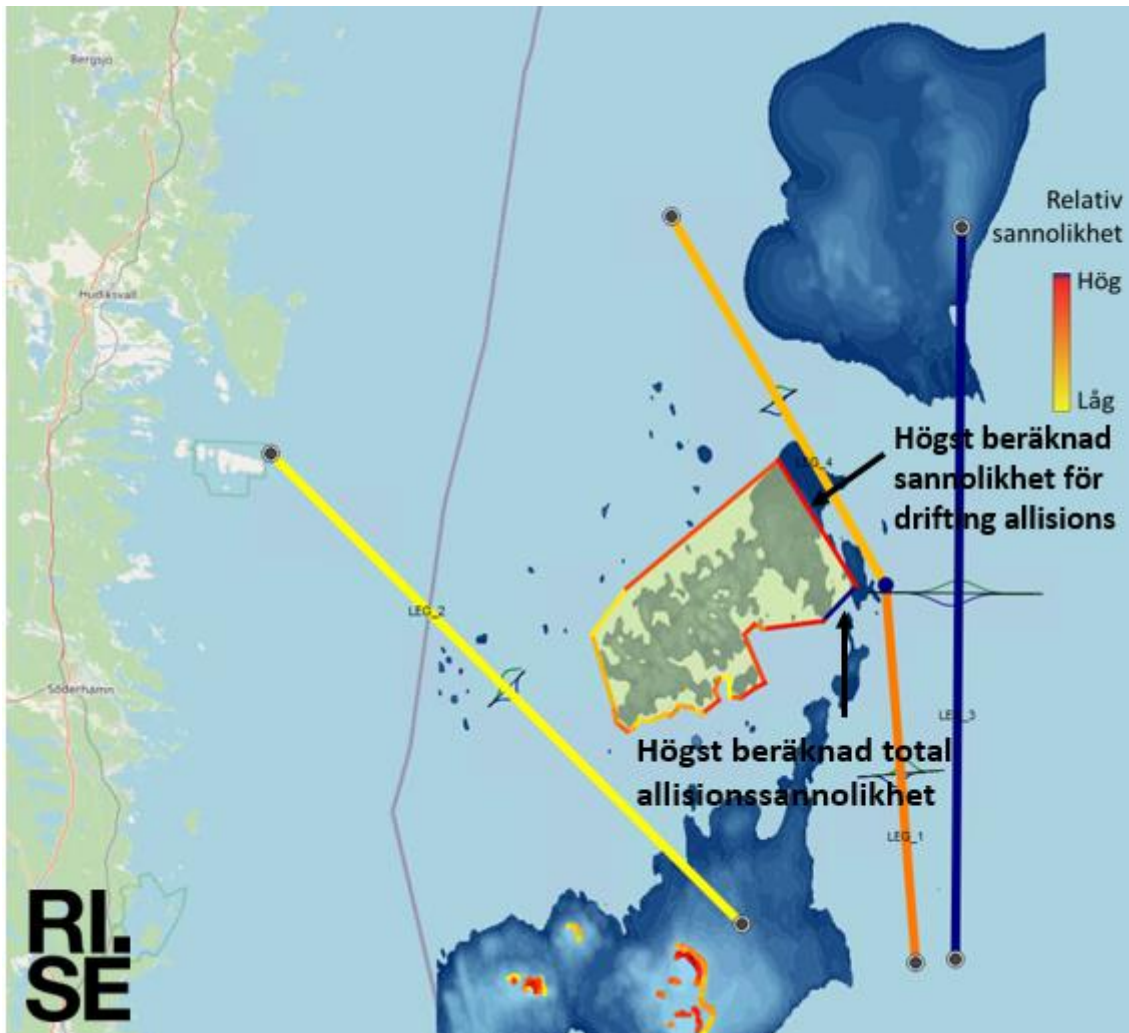 Bergsjö
Relativ
sannolikhet
Hög
Hudiksvall
Låg
Högst beräknad
sannolikhet för
drifting allisions
LEG_4
LEG_2
Söderhamn
LEG_3
Högst beräknad total
allisionssannolikhet
LEG_1
RI.
SE